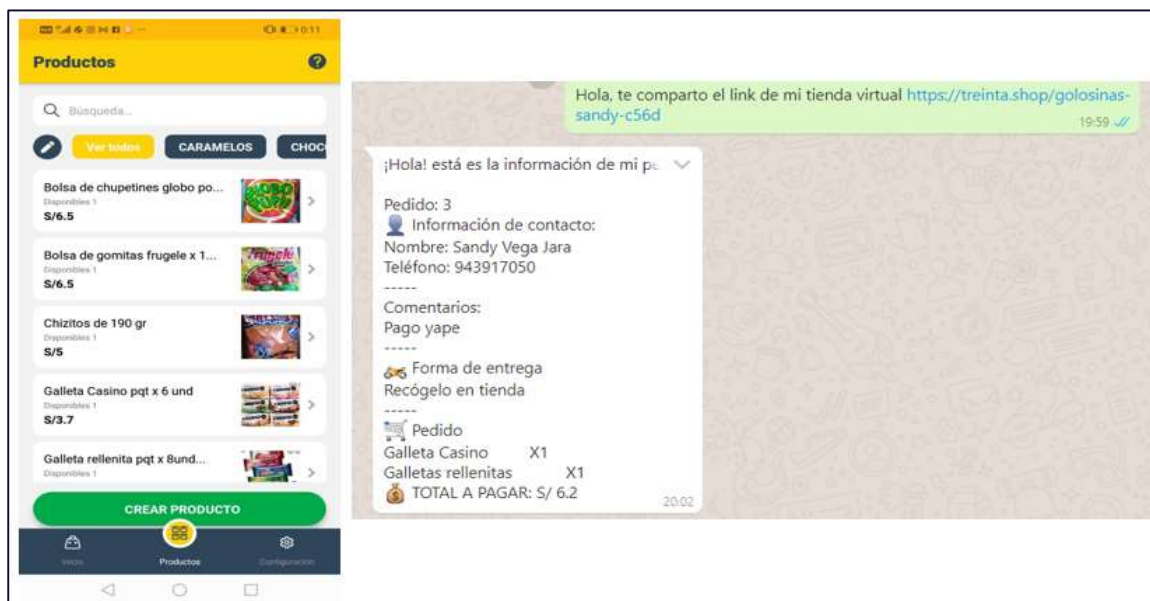 0:11
Productos
Búsqueda...
Ver todos CARAMELOS CHOC
Bolsa de chupetines globo po...
Disponibles 1
S/6.5
Bolsa de gomitas frugele x 1...
Disponibles 1
S/6.5
Chizitos de 190 gr
Disponibles 1
S/5
Galleta Casino pqt x 6 und
Disponibles 1
S/3.7
Galleta rellenita pqt x 8und...
Disponibles 1
CREAR PRODUCTO
Inicio Productos Configuración
Hola, te comparto el link de mi tienda virtual https://treinta.shop/golosinas-
sandy-c56d
19:59
¡Hola! está es la información de mi pe
Pedido: 3
Información de contacto:
Nombre: Sandy Vega Jara
Teléfono: 943917050
-----
Comentarios:
Pago yape
-----
Forma de entrega
Recógelo en tienda
-----
Pedido
Galleta Casino X1
Galletas rellenitas X1
TOTAL A PAGAR: S/ 6.2
20:02